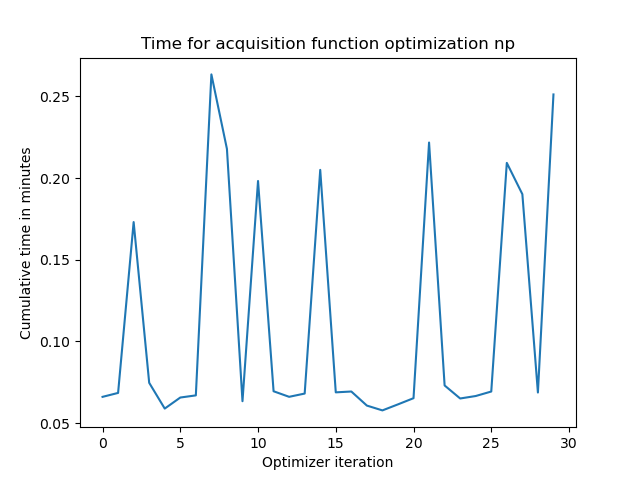 Time for acquisition function optimization np
Cumulative time in minutes
0.25
0.20
0.15
0.10
0.05
0 5 10 15 20 25 30
Optimizer iteration